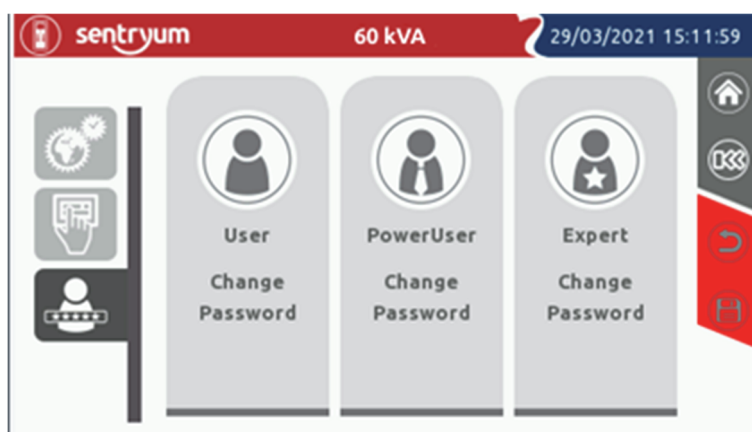 sentryum 60 kVA 29/03/2021 15:11:59
User PowerUser Expert
Change Change Change
Password Password Password